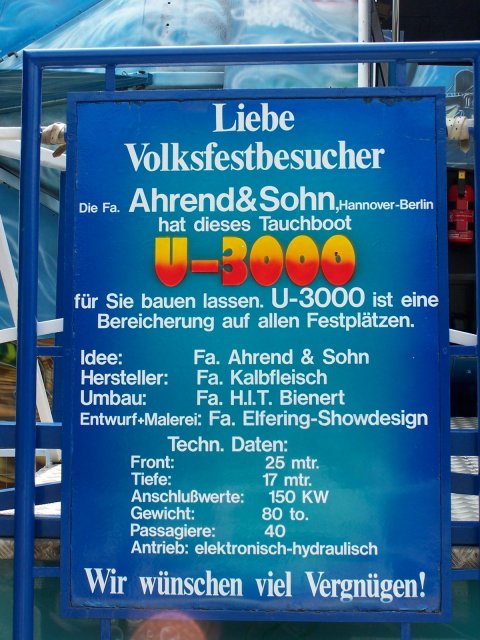 Liebe
Volksfestbesucher
Die Fa. Ahrend&Sohn,Hannover-Berlin
hat dieses Tauchboot
U-3000
für Sie bauen lassen. U-3000 ist eine
Bereicherung auf allen Festplätzen.
Idee: Fa. Ahrend & Sohn
Hersteller: Fa. Kalbfleisch
Umbau: Fa. H.I.T. Bienert
Entwurf+Malerei: Fa. Elfering-Showdesign
Techn. Daten:
Front: 25 mtr.
Tiefe: 17 mtr.
Anschlußwerte: 150 KW
Gewicht: 80 to.
Passagiere: 40
Antrieb: elektronisch-hydraulisch
Wir wünschen viel Vergnügen!